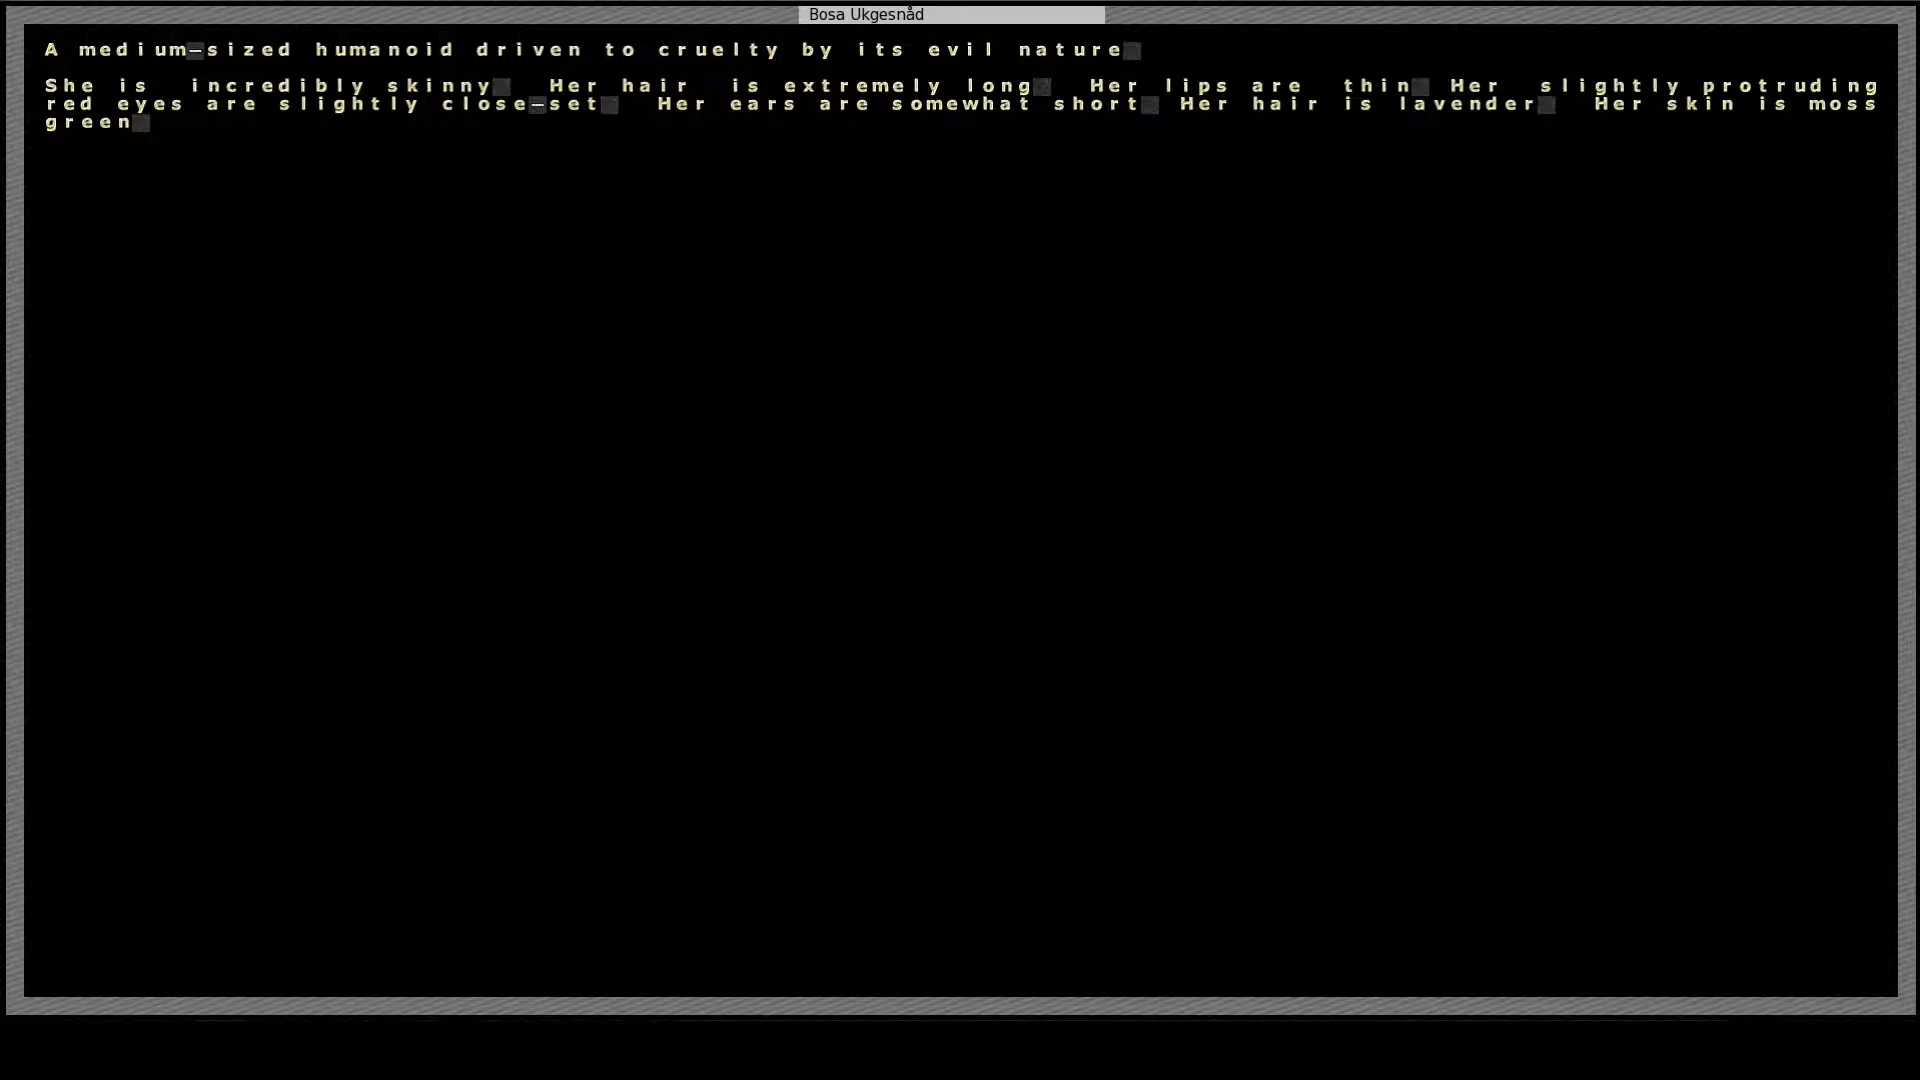 Bosa Ukgesnåd
A medium-sized humanoid driven to cruelty by its evil nature.
She is incredibly skinny. Her hair is extremely long. Her lips are thin. Her slightly protruding
red eyes are slightly close-set. Her ears are somewhat short. Her hair is lavender. Her skin is moss
green.